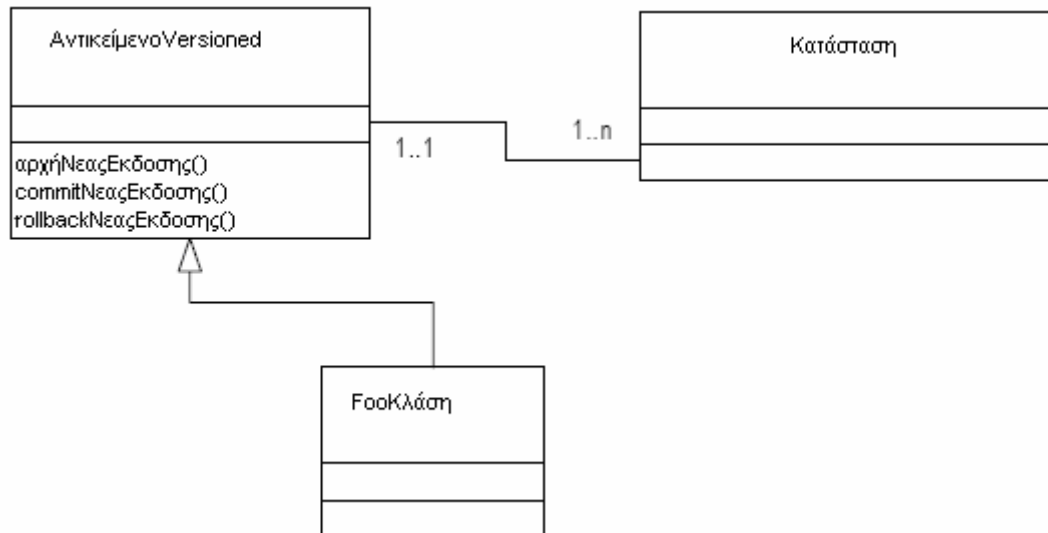 ΑντικείμενοVersioned
Κατάσταση
1..1
1..n
αρχήΝεαςΕκδοσης()
commitΝεαςΕκδοσης()
rollbackΝεαςΕκδοσης()
FooΚλάση